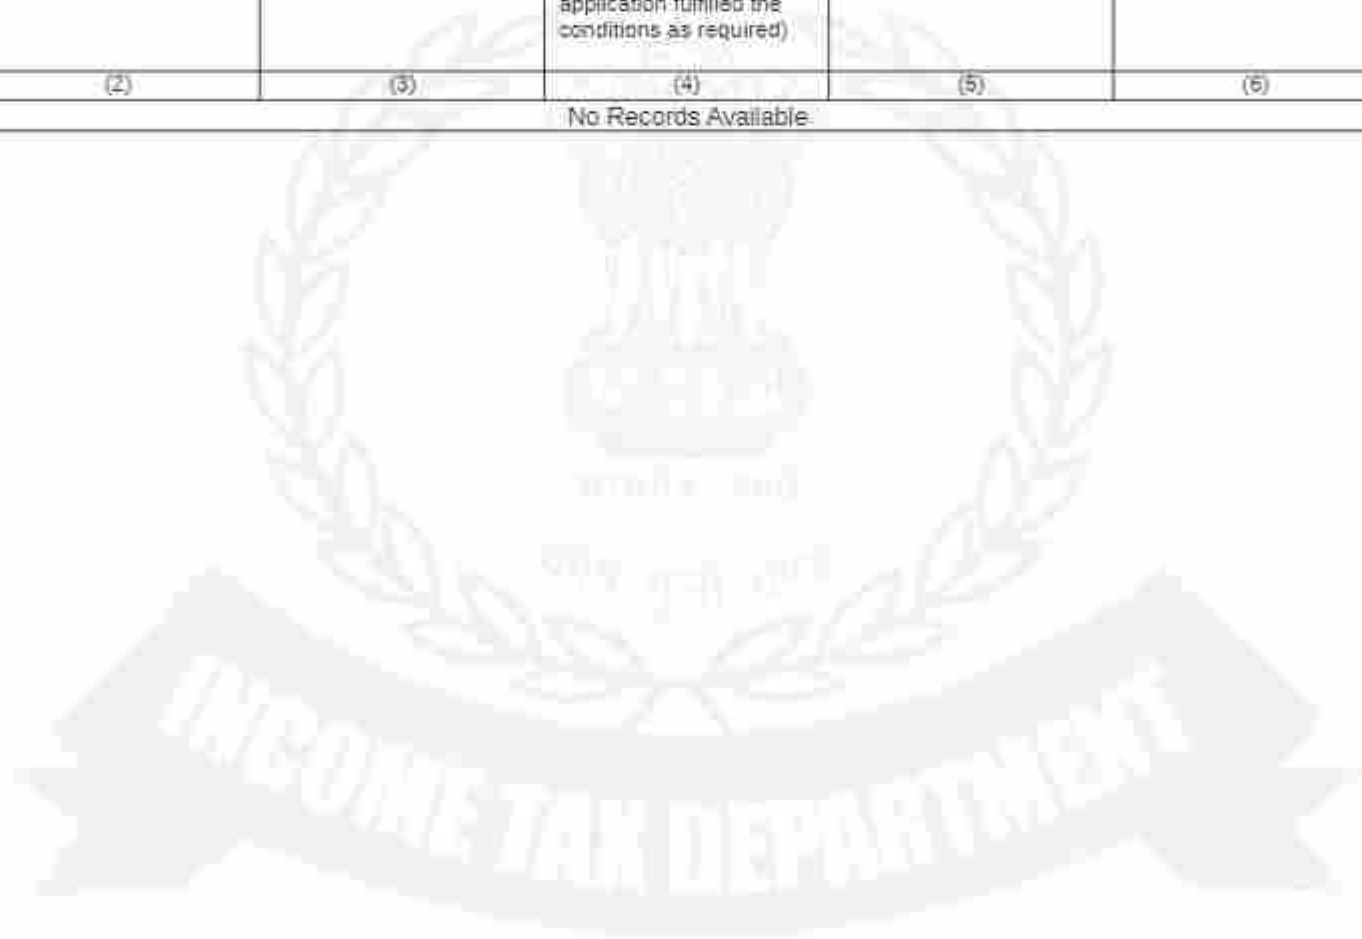 application fulfilled the
conditions as required)
(2) (3) (4) (5) (6)
No Records Available
INCOME TAX DEPARTMENT